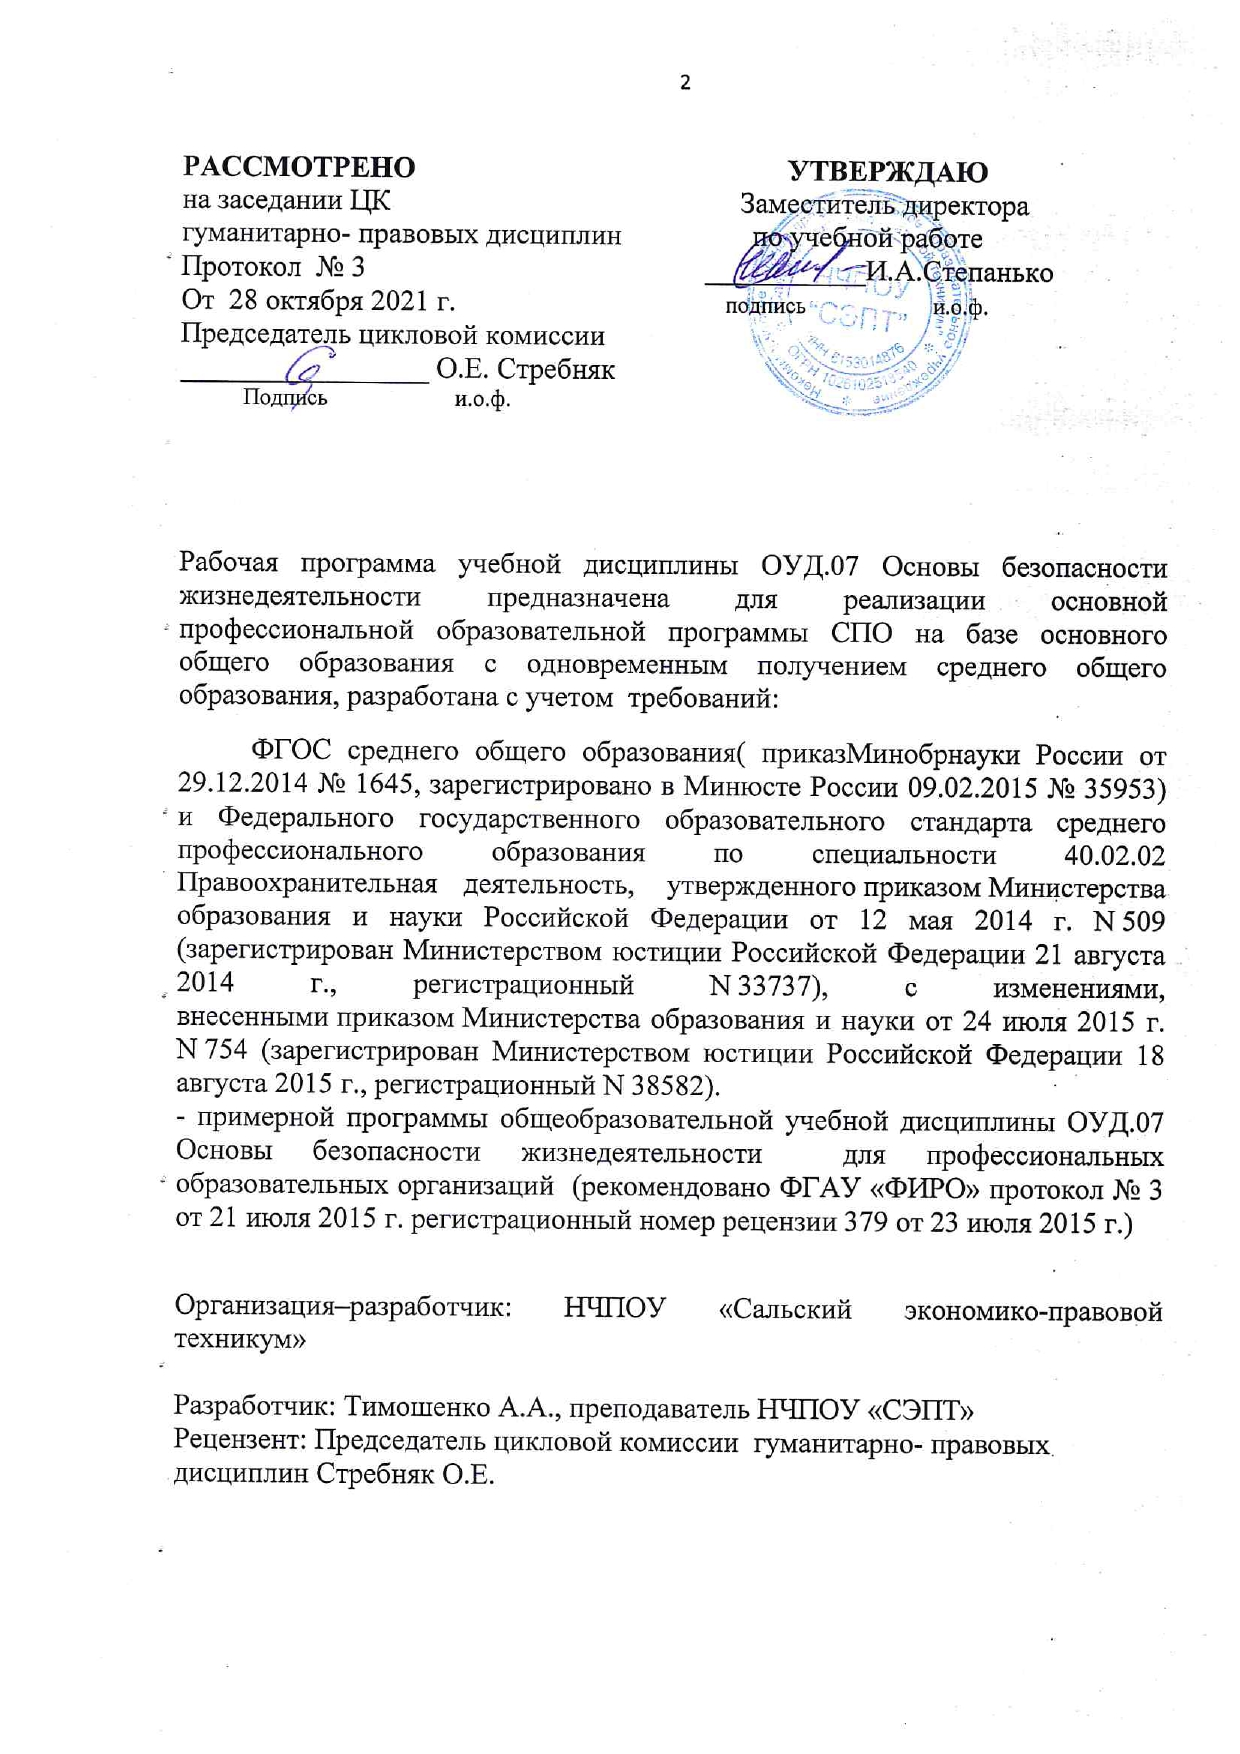 2
РАССМОТРЕНО
на заседании ЦК
гуманитарно- правовых дисциплин
Протокол № 3
От 28 октября 2021 г.
Председатель цикловой комиссии
_________________ О.Е. Стребняк
Подпись и.о.ф.
УТВЕРЖДАЮ
Заместитель директора
по учебной работе
___________И.А.Степанько
подпись и.о.ф.
НЧПОУ
"СЭПТ"
ИНН 6153014876
Рабочая программа учебной дисциплины ОУД.07 Основы безопасности
жизнедеятельности предназначена для реализации основной
профессиональной образовательной программы СПО на базе основного
общего образования с одновременным получением среднего общего
образования, разработана с учетом требований:
ФГОС среднего общего образования( приказМинобрнауки России от
29.12.2014 № 1645, зарегистрировано в Минюсте России 09.02.2015 № 35953)
и Федерального государственного образовательного стандарта среднего
профессионального образования по специальности 40.02.02
Правоохранительная деятельность, утвержденного приказом Министерства
образования и науки Российской Федерации от 12 мая 2014 г. N 509
(зарегистрирован Министерством юстиции Российской Федерации 21 августа
2014 г., регистрационный N 33737), с изменениями,
внесенными приказом Министерства образования и науки от 24 июля 2015 г.
N 754 (зарегистрирован Министерством юстиции Российской Федерации 18
августа 2015 г., регистрационный N 38582).
- примерной программы общеобразовательной учебной дисциплины ОУД.07
Основы безопасности жизнедеятельности для профессиональных
образовательных организаций (рекомендовано ФГАУ «ФИРО» протокол № 3
от 21 июля 2015 г. регистрационный номер рецензии 379 от 23 июля 2015 г.)
Организация–разработчик: НЧПОУ «Сальский экономико-правовой
техникум»
Разработчик: Тимошенко А.А., преподаватель НЧПОУ «СЭПТ»
Рецензент: Председатель цикловой комиссии гуманитарно- правовых
дисциплин Стребняк О.Е.